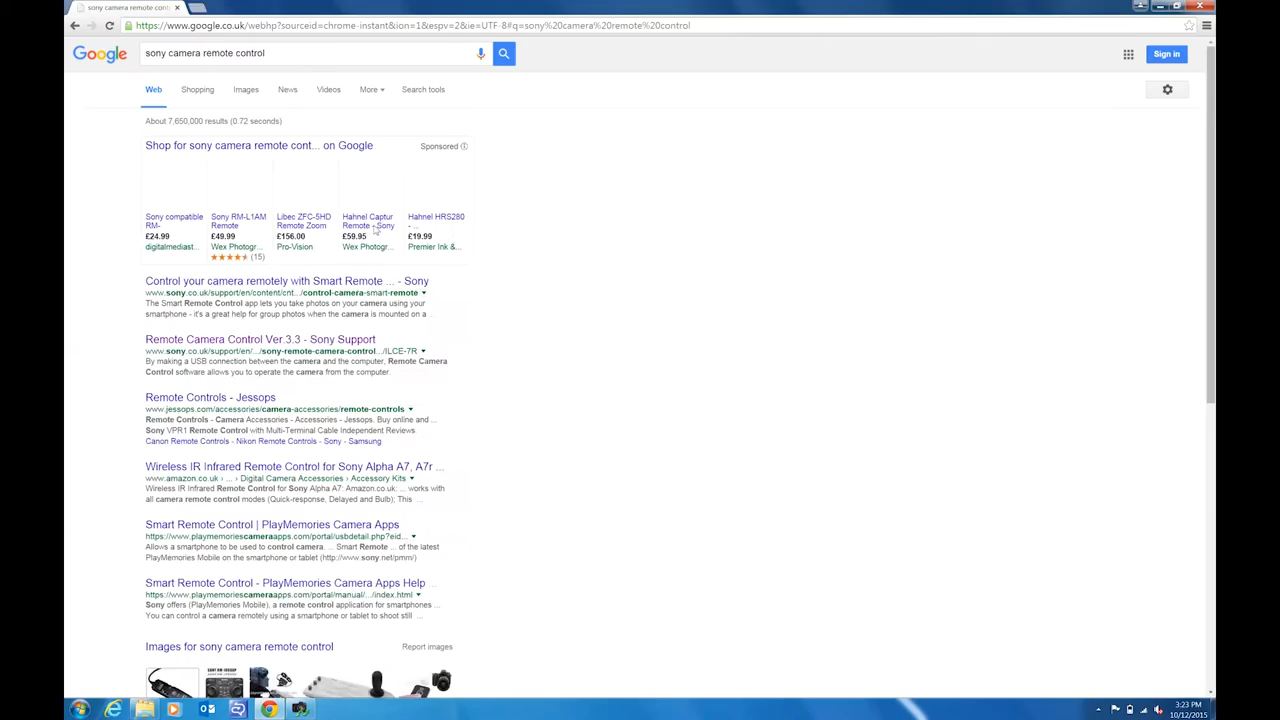 sony camera remote cont
https://www.google.co.uk/webhp?sourceid=chrome-instant&ion=1&espv=2&ie=UTF-8#q=sony%20camera%20remote%20control
Google
sony camera remote control
Sign in
Web Shopping Images News Videos More Search tools
About 7,650,000 results (0.72 seconds)
Shop for sony camera remote cont... on Google Sponsored
Sony compatible RM-
£24.99
digitalmediast...
Sony RM-L1AM Remote
£49.99
Wex Photogr...
(15)
Libec ZFC-5HD Remote Zoom
£156.00
Pro-Vision
Hahnel Captur Remote - Sony
£59.95
Wex Photogr...
Hahnel HRS280 - ...
£19.99
Premier Ink &...
Control your camera remotely with Smart Remote ... - Sony
www.sony.co.uk/support/en/content/cnt.../control-camera-smart-remote
The Smart Remote Control app lets you take photos on your camera using your
smartphone - it's a great help for group photos when the camera is mounted on a ...
Remote Camera Control Ver.3.3 - Sony Support
www.sony.co.uk/support/en/.../sony-remote-camera-control.../ILCE-7R
By making a USB connection between the camera and the computer, Remote Camera
Control software allows you to operate the camera from the computer.
Remote Controls - Jessops
www.jessops.com/accessories/camera-accessories/remote-controls
Remote Controls - Camera Accessories - Accessories - Jessops. Buy online and ...
Sony VPR1 Remote Control with Multi-Terminal Cable Independent Reviews.
Canon Remote Controls - Nikon Remote Controls - Sony - Samsung
Wireless IR Infrared Remote Control for Sony Alpha A7, A7r ...
www.amazon.co.uk › ... › Digital Camera Accessories › Accessory Kits
Wireless IR Infrared Remote Control for Sony Alpha A7: Amazon.co.uk: ... works with
all camera remote control modes (Quick-response, Delayed and Bulb); This ...
Smart Remote Control | PlayMemories Camera Apps
https://www.playmemoriescameraapps.com/portal/usbdetail.php?eid...
Allows a smartphone to be used to control camera. ... Smart Remote ... of the latest
PlayMemories Mobile on the smartphone or tablet (http://www.sony.net/pmm/)
Smart Remote Control - PlayMemories Camera Apps Help ...
https://www.playmemoriescameraapps.com/portal/manual/.../index.html
Sony offers (PlayMemories Mobile), a remote control application for smartphones ...
You can control a camera remotely using a smartphone or tablet to shoot still ...
Images for sony camera remote control Report images
3:23 PM
10/12/2015